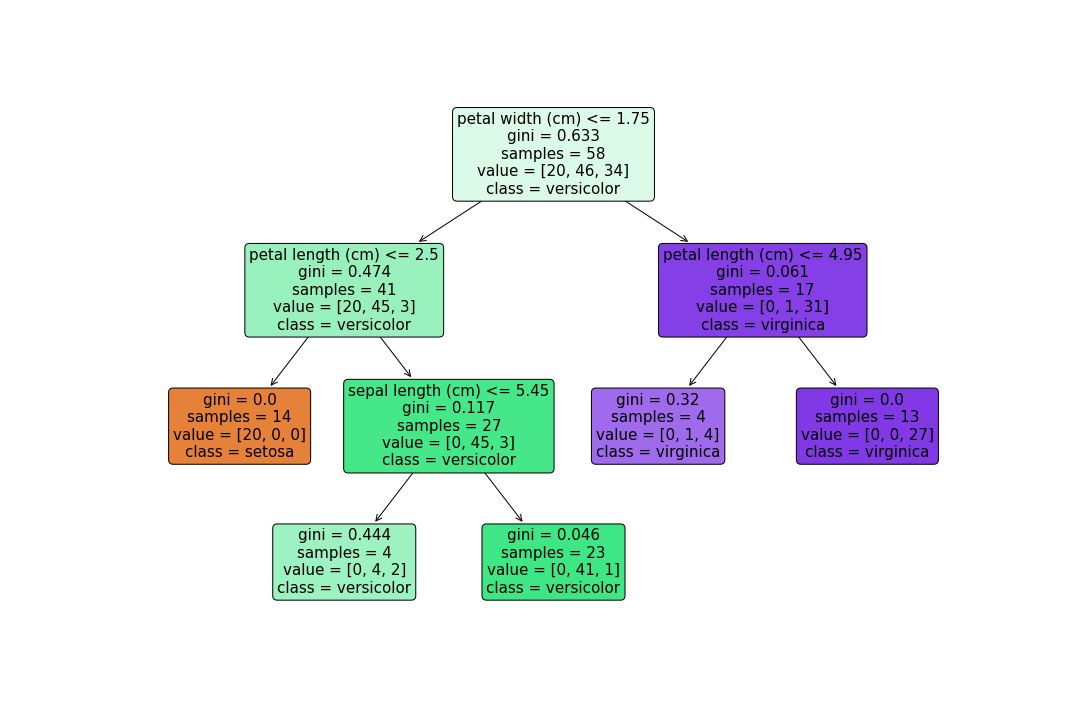 petal width (cm) <= 1.75
gini = 0.633
samples = 58
value = [20, 46, 34]
class = versicolor
petal length (cm) <= 2.5
gini = 0.474
samples = 41
value = [20, 45, 3]
class = versicolor
petal length (cm) <= 4.95
gini = 0.061
samples = 17
value = [0, 1, 31]
class = virginica
gini = 0.0
samples = 14
value = [20, 0, 0]
class = setosa
sepal length (cm) <= 5.45
gini = 0.117
samples = 27
value = [0, 45, 3]
class = versicolor
gini = 0.32
samples = 4
value = [0, 1, 4]
class = virginica
gini = 0.0
samples = 13
value = [0, 0, 27]
class = virginica
gini = 0.444
samples = 4
value = [0, 4, 2]
class = versicolor
gini = 0.046
samples = 23
value = [0, 41, 1]
class = versicolor